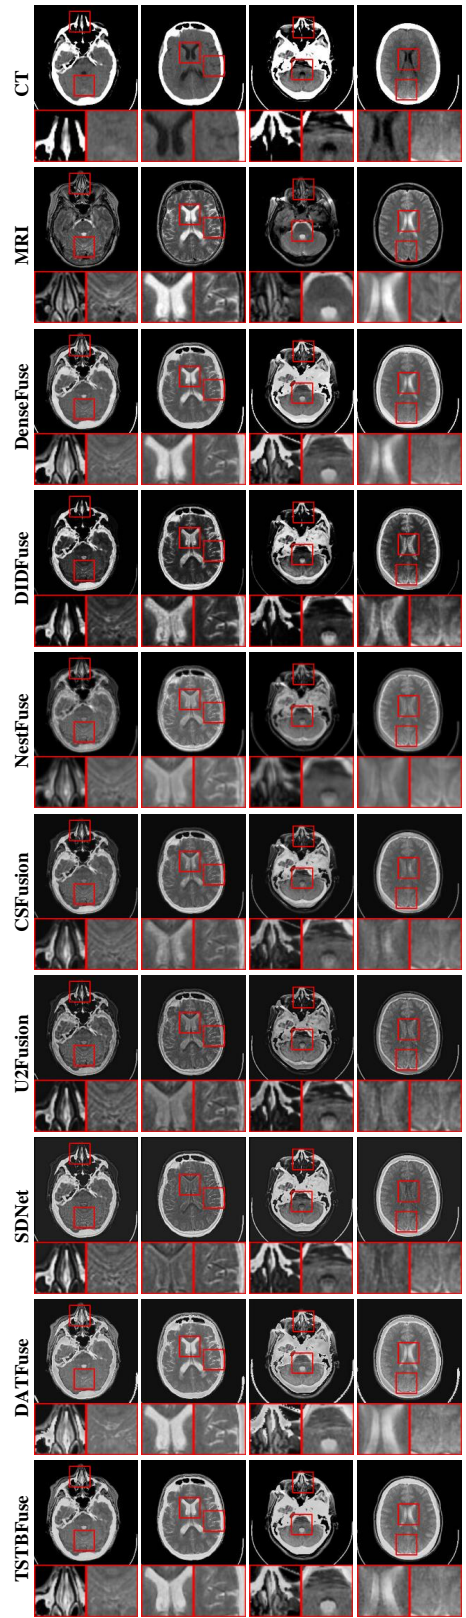 CT
MRI
DenseFuse
DIDFuse
NestFuse
CSFusion
U2Fusion
SDNet
DATFuse
TSTBFuse